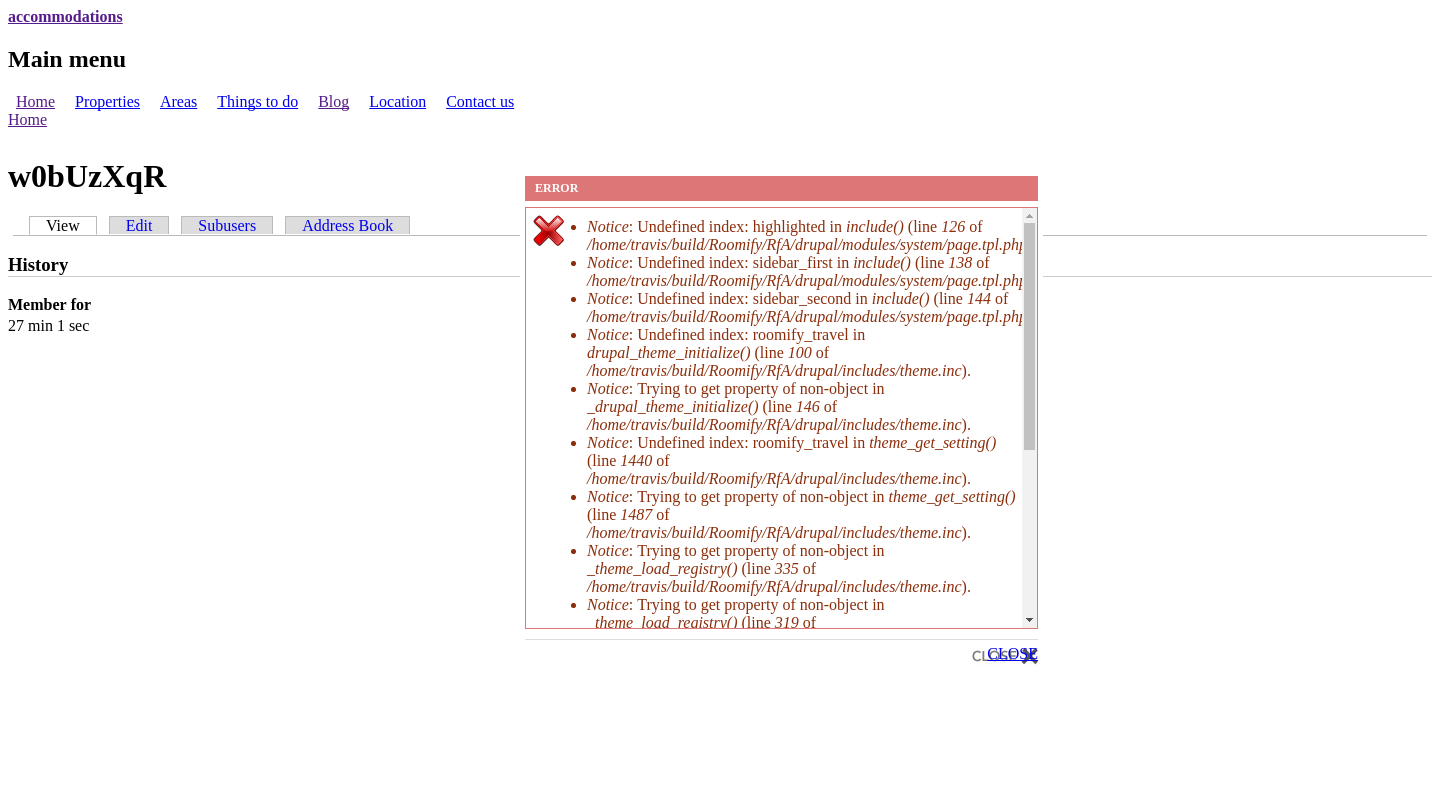 accommodations
Main menu
Home Properties Areas Things to do Blog Location Contact us
Home
w0bUzXqR
View Edit Subusers Address Book
History
Member for
27 min 1 sec
ERROR
Notice: Undefined index: highlighted in include() (line 126 of
/home/travis/build/Roomify/RfA/drupal/modules/system/page.tpl.php
Notice: Undefined index: sidebar_first in include() (line 138 of
/home/travis/build/Roomify/RfA/drupal/modules/system/page.tpl.php
Notice: Undefined index: sidebar_second in include() (line 144 of
/home/travis/build/Roomify/RfA/drupal/modules/system/page.tpl.php
Notice: Undefined index: roomify_travel in
drupal_theme_initialize() (line 100 of
/home/travis/build/Roomify/RfA/drupal/includes/theme.inc).
Notice: Trying to get property of non-object in
_drupal_theme_initialize() (line 146 of
/home/travis/build/Roomify/RfA/drupal/includes/theme.inc).
Notice: Undefined index: roomify_travel in theme_get_setting()
(line 1440 of
/home/travis/build/Roomify/RfA/drupal/includes/theme.inc).
Notice: Trying to get property of non-object in theme_get_setting()
(line 1487 of
/home/travis/build/Roomify/RfA/drupal/includes/theme.inc).
Notice: Trying to get property of non-object in
_theme_load_registry() (line 335 of
/home/travis/build/Roomify/RfA/drupal/includes/theme.inc).
Notice: Trying to get property of non-object in
_theme_load_registry() (line 319 of
CLOSE CLOSE